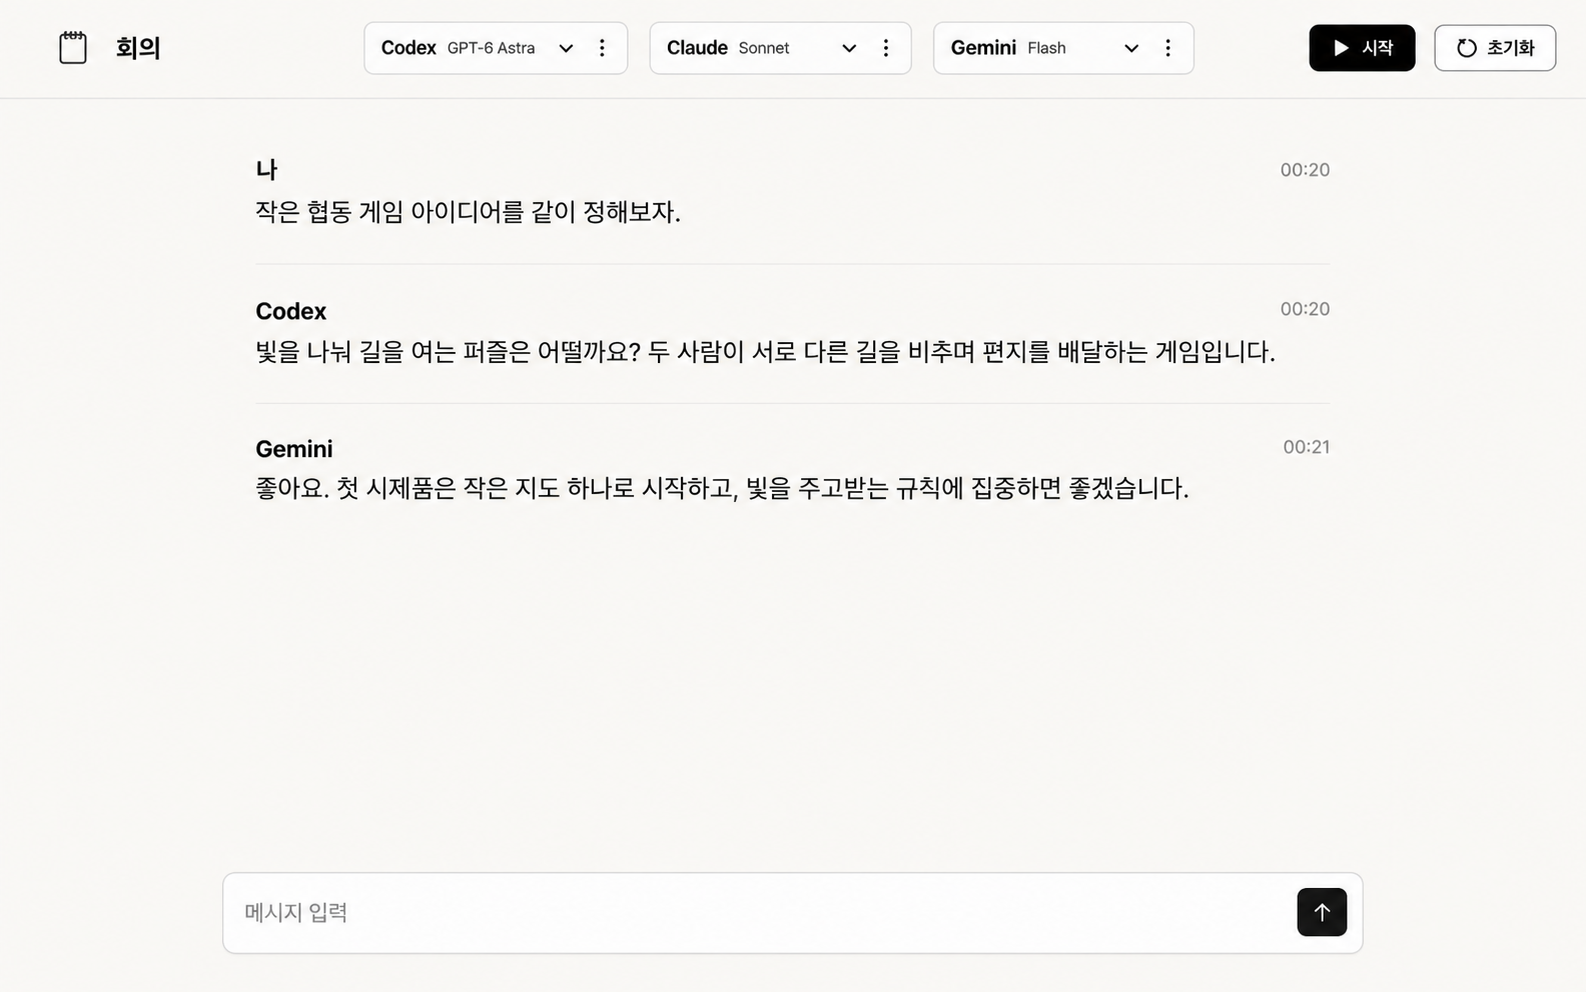 회의
Codex GPT-6 Astra
Claude Sonnet
Gemini Flash
시작
초기화
나
00:20
작은 협동 게임 아이디어를 같이 정해보자.
Codex
00:20
빛을 나눠 길을 여는 퍼즐은 어떨까요? 두 사람이 서로 다른 길을 비추며 편지를 배달하는 게임입니다.
Gemini
00:21
좋아요. 첫 시제품은 작은 지도 하나로 시작하고, 빛을 주고받는 규칙에 집중하면 좋겠습니다.
메시지 입력